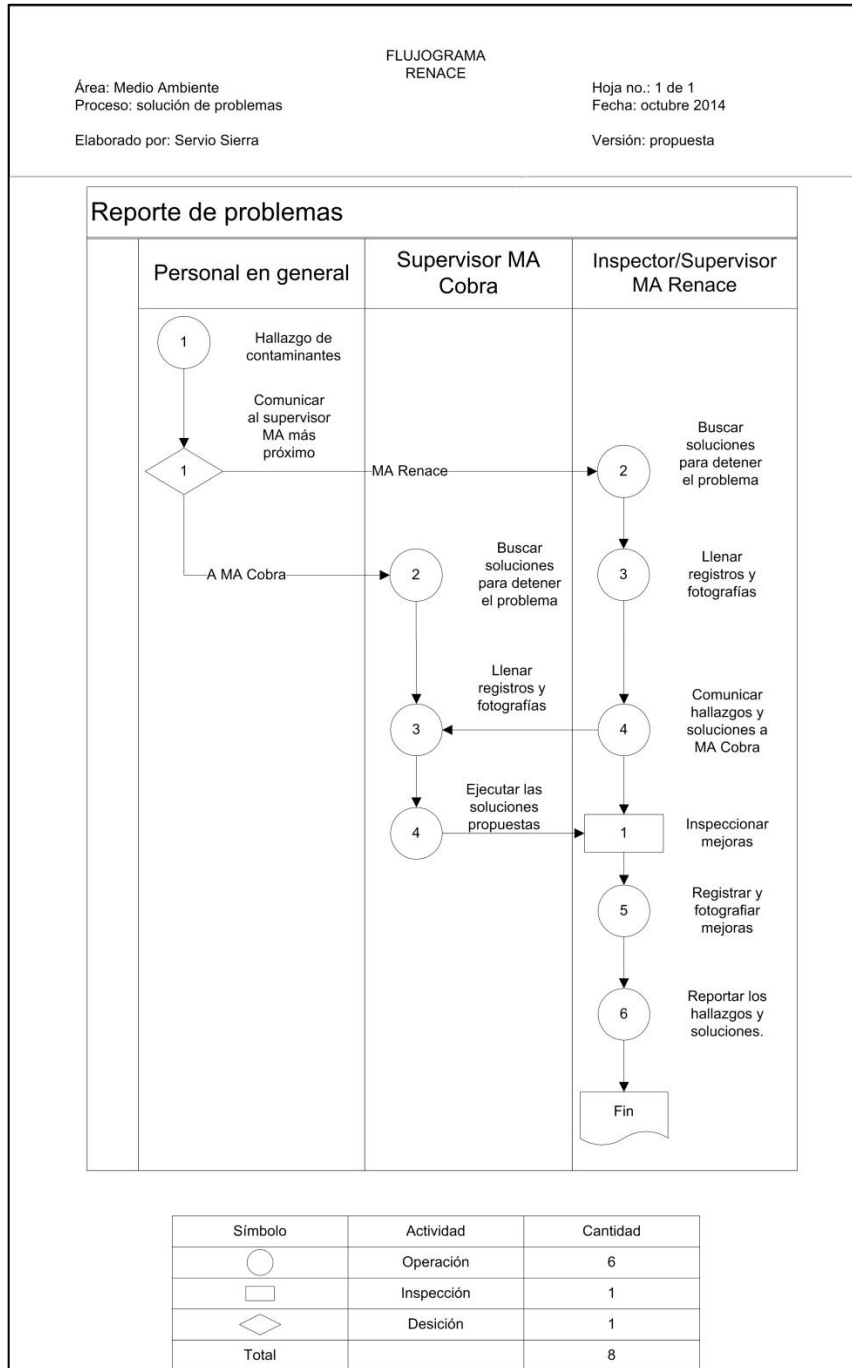 FLUJOGRAMA
RENACE
Área: Medio Ambiente
Hoja no.: 1 de 1
Proceso: solución de problemas
Fecha: octubre 2014
Elaborado por: Servio Sierra
Versión: propuesta
Reporte de problemas
Personal en general
Supervisor MA
Cobra
Inspector/Supervisor
MA Renace
1
Hallazgo de
contaminantes
Comunicar
al supervisor
MA más
próximo
1
MA Renace
2
Buscar
soluciones
para detener
el problema
A MA Cobra
2
Buscar
soluciones
para detener
el problema
3
Llenar
registros y
fotografías
Llenar
registros y
fotografías
3
4
Comunicar
hallazgos y
soluciones a
MA Cobra
4
Ejecutar las
soluciones
propuestas
1
Inspeccionar
mejoras
5
Registrar y
fotografiar
mejoras
6
Reportar los
hallazgos y
soluciones.
Fin
Símbolo
Actividad
Cantidad
Operación
6
Inspección
1
Desición
1
Total
8